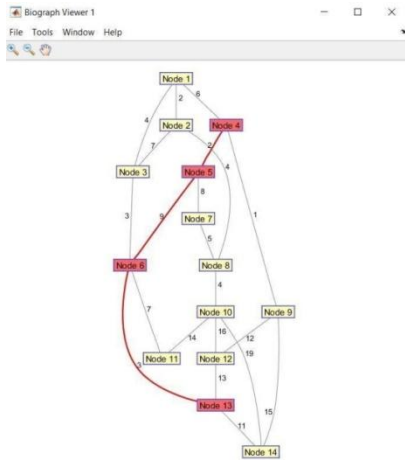 Biograph Viewer 1
File Tools Window Help
Node 1
4
2
6
Node 2
Node 4
7
2
4
Node 3
Node 5
8
1
3
9
Node 7
5
Node 6
Node 8
4
7
Node 10
Node 9
14
16
12
19
3
Node 11
Node 12
13
15
Node 13
11
Node 14